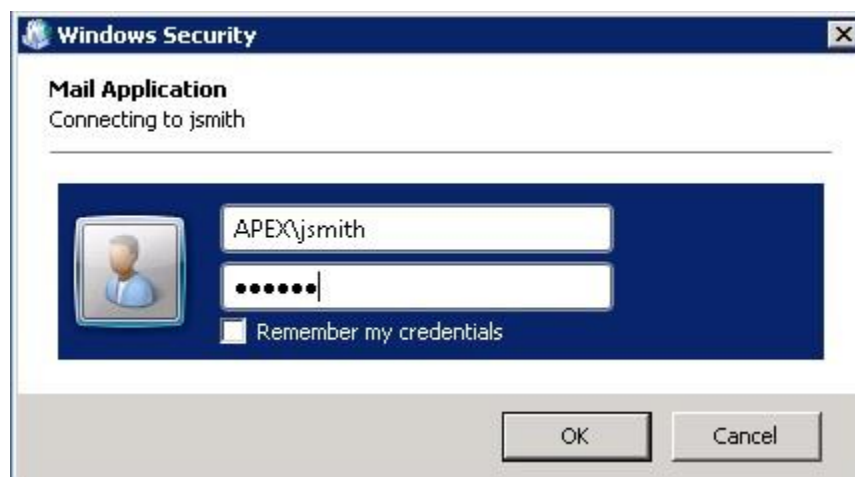 Windows Security
Mail Application
Connecting to jsmith
APEX\jsmith
●●●●●●
Remember my credentials
OK
Cancel